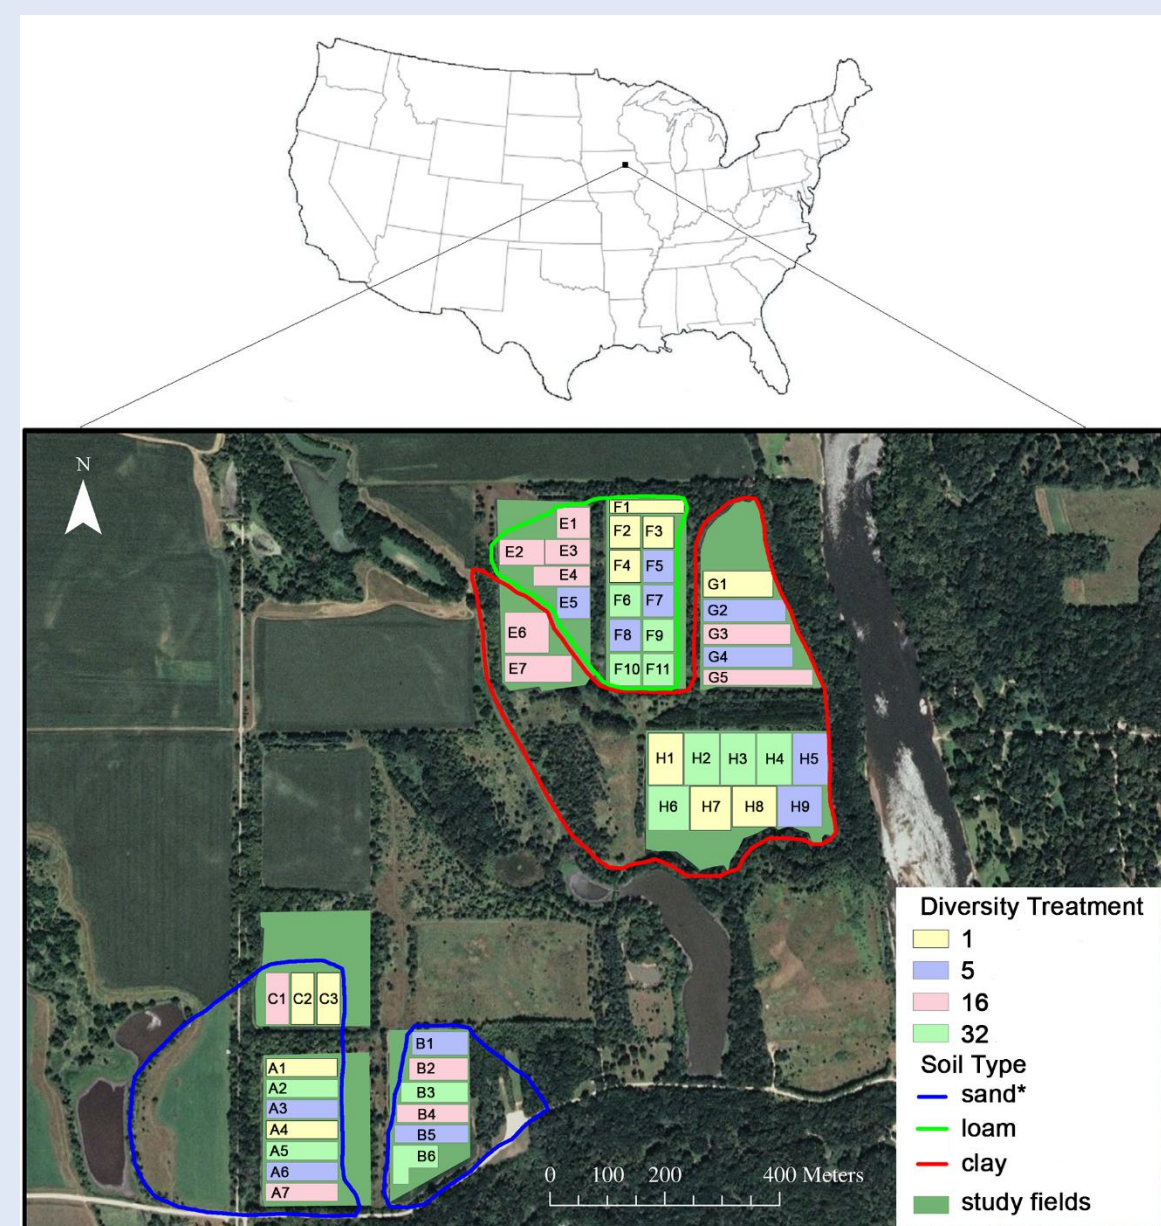 N
F1
E1
F2 F3
E2 E3
F4 F5
E4
G1
E5
F6 F7
G2
E6
F8 F9
G3
G4
E7
F10 F11
G5
H1 H2 H3 H4 H5
H6 H7 H8 H9
C1 C2 C3
B1
A1
B2
A2
B3
A3
B4
A4
B5
A5
B6
A6
A7
0 100 200 400 Meters
Diversity Treatment
1
5
16
32
Soil Type
sand*
loam
clay
study fields